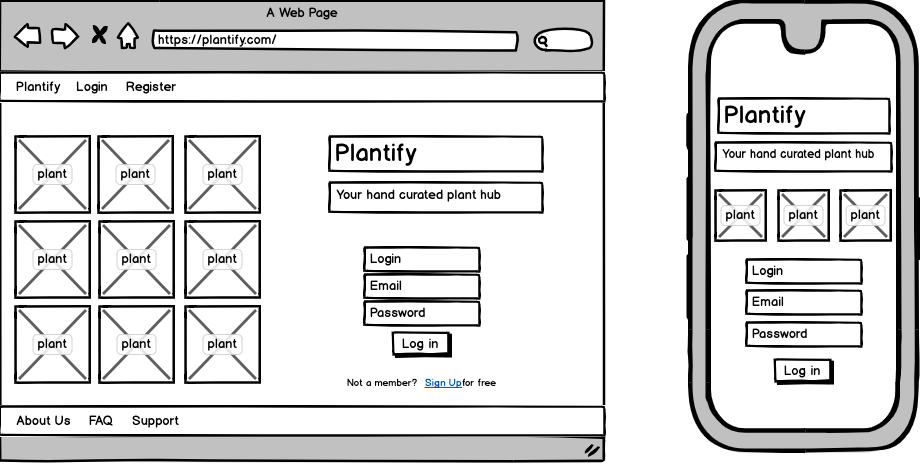 A Web Page
https://plantify.com/
Plantify Login Register
plant plant plant
plant plant plant
plant plant plant
Plantify
Your hand curated plant hub
Login
Email
Password
Log in
Not a member? Sign Up for free
About Us FAQ Support
Plantify
Your hand curated plant hub
plant plant plant
Login
Email
Password
Log in